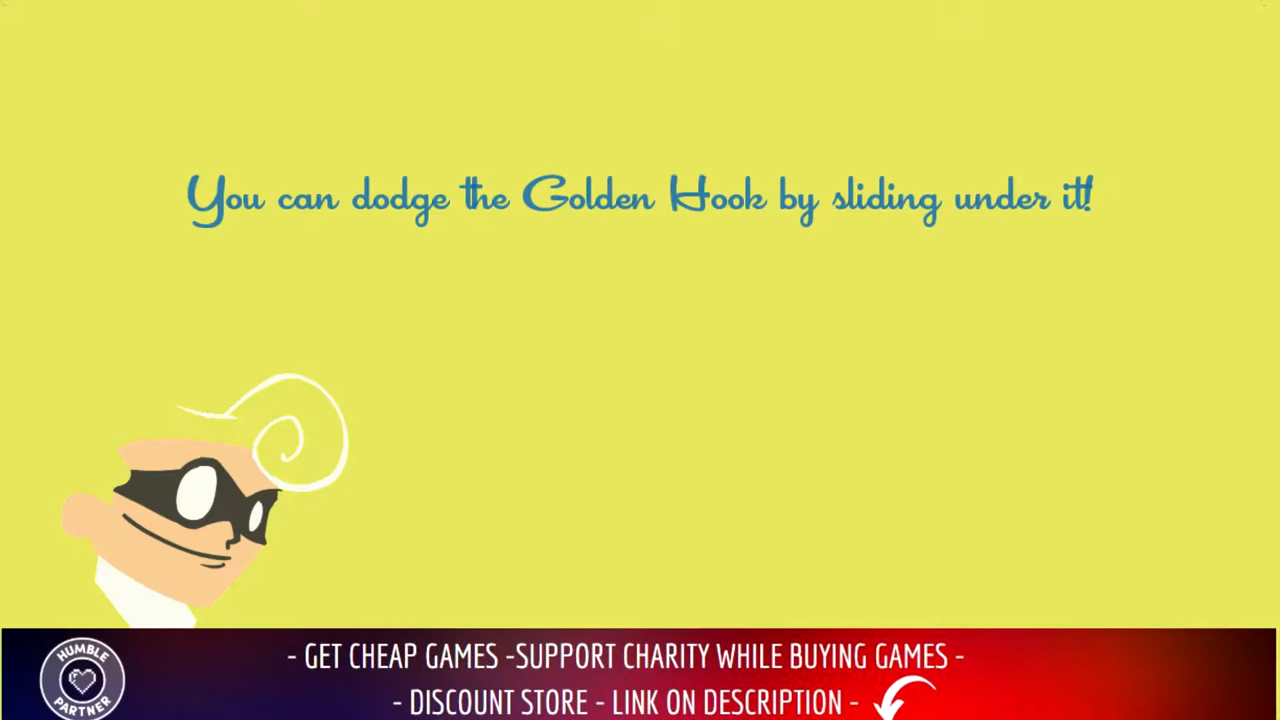 You can dodge the Golden Hook by sliding under it!
- GET CHEAP GAMES -SUPPORT CHARITY WHILE BUYING GAMES -
- DISCOUNT STORE - LINK ON DESCRIPTION -
HUMBLE
PARTNER